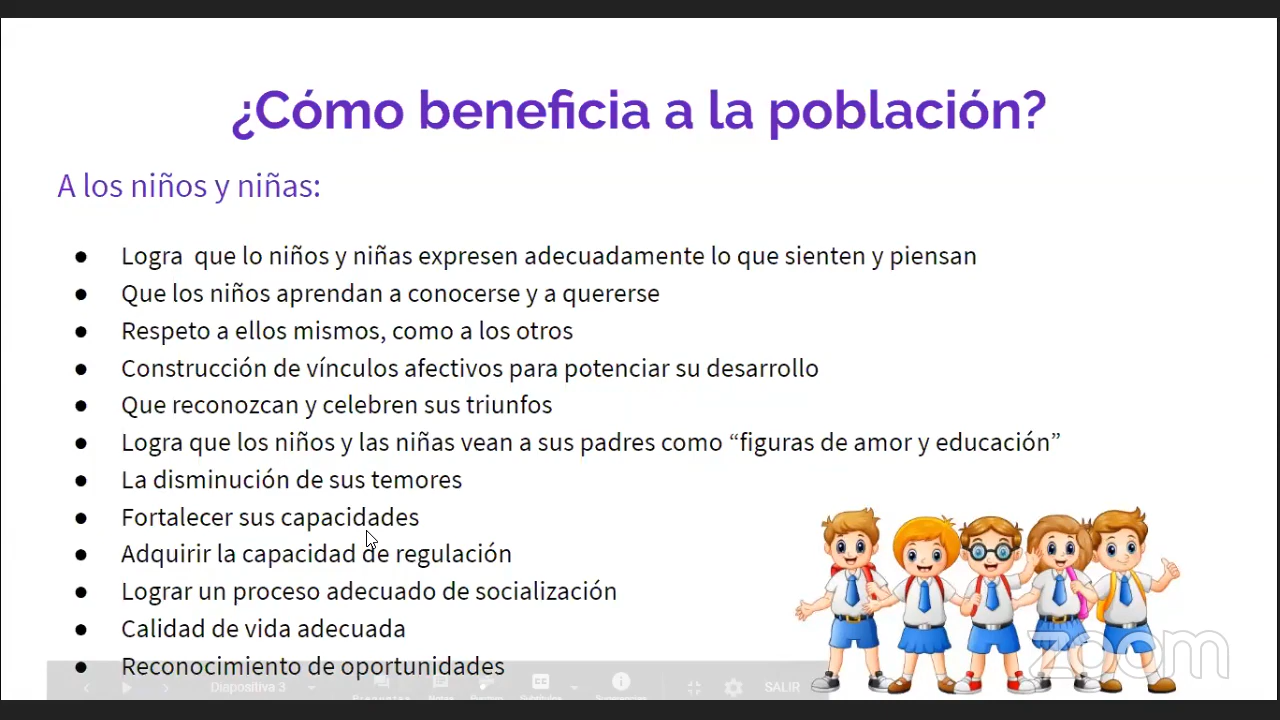 ¿Cómo beneficia a la población?
A los niños y niñas:
● Logra que lo niños y niñas expresen adecuadamente lo que sienten y piensan
● Que los niños aprendan a conocerse y a quererse
● Respeto a ellos mismos, como a los otros
● Construcción de vínculos afectivos para potenciar su desarrollo
● Que reconozcan y celebren sus triunfos
● Logra que los niños y las niñas vean a sus padres como “figuras de amor y educación”
● La disminución de sus temores
● Fortalecer sus capacidades
● Adquirir la capacidad de regulación
● Lograr un proceso adecuado de socialización
● Calidad de vida adecuada
● Reconocimiento de oportunidades
Diapositiva 3
SALIR
zoom